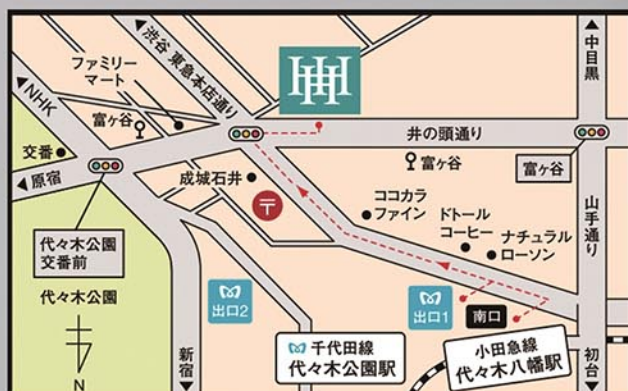 ▲中目黒
◀渋谷 東急本店通り
ファミリー
マート
◀NHK
富ヶ谷
HH
井の頭通り
富ヶ谷
富ヶ谷
交番
◀原宿
成城石井
〒
代々木公園
交番前
ココカラ
ファイン
ドトール
コーヒー
ナチュラル
ローソン
山手通り
代々木公園
出口2
出口1
南口
千代田線
代々木公園駅
小田急線
代々木八幡駅
新宿▼
初台▼
N